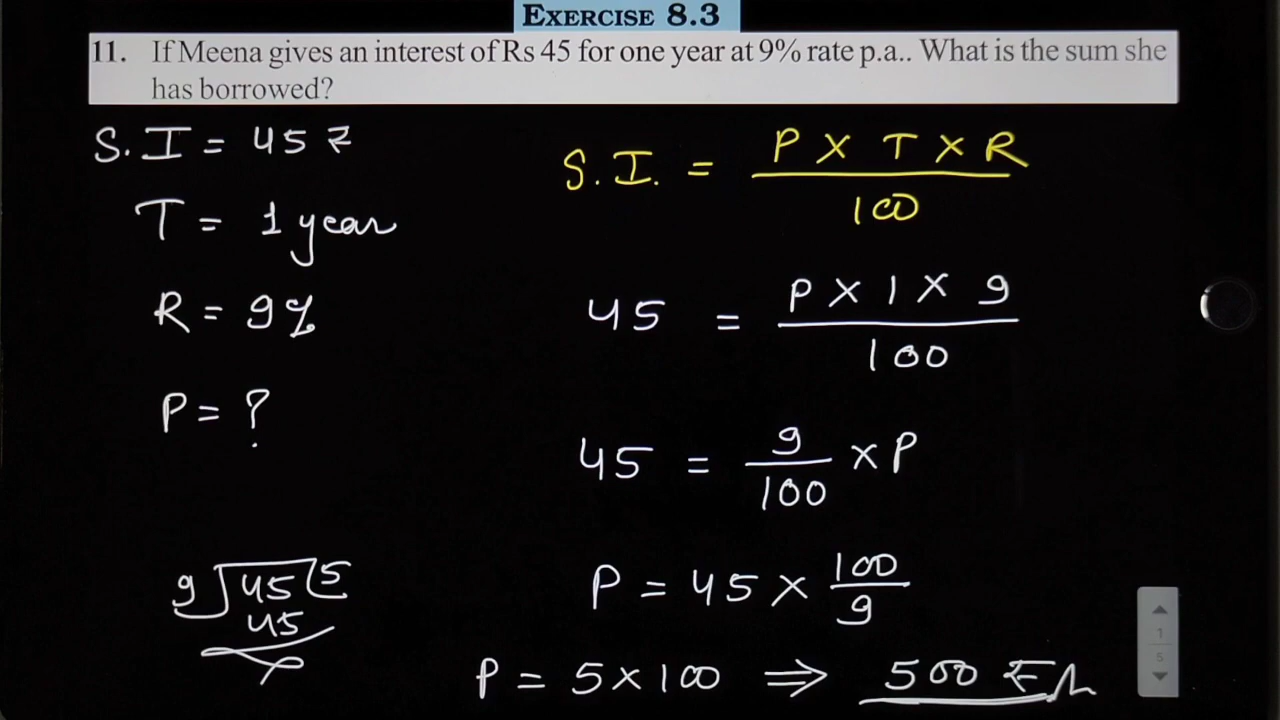 EXERCISE 8.3
11. If Meena gives an interest of Rs 45 for one year at 9% rate p.a.. What is the sum she
has borrowed?
S.I = 45 ₹
T = 1 year
R = 9%
P = ?
9 45 5
45
S.I. = P × T × R
100
45 = P × 1 × 9
100
45 = 9 × P
100
P = 45 × 100
9
P = 5 × 100 ⇒ 500 ₹
1
5